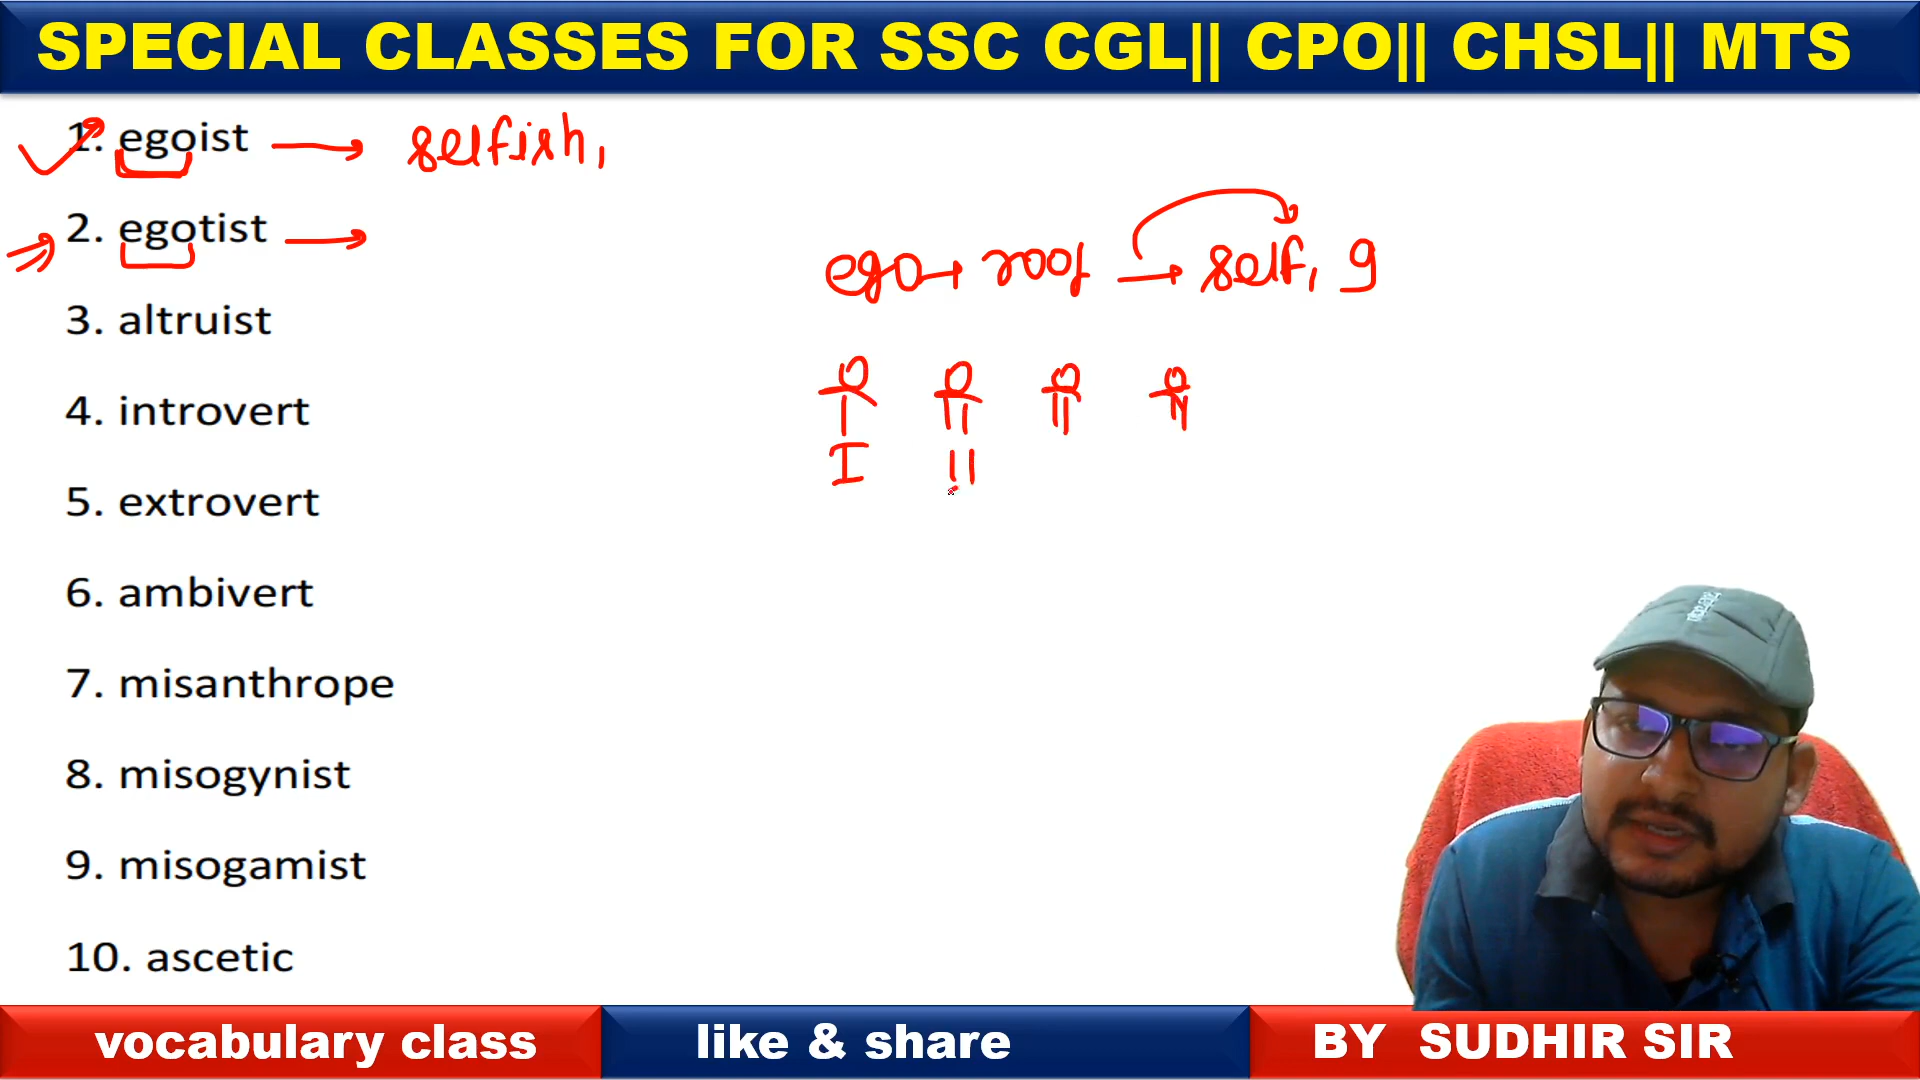 SPECIAL CLASSES FOR SSC CGL|| CPO|| CHSL|| MTS
1. egoist → selfish,
2. egotist →
ego → root → self, I
3. altruist
4. introvert
I II
5. extrovert
6. ambivert
7. misanthrope
8. misogynist
9. misogamist
10. ascetic
vocabulary class
like & share
BY SUDHIR SIR